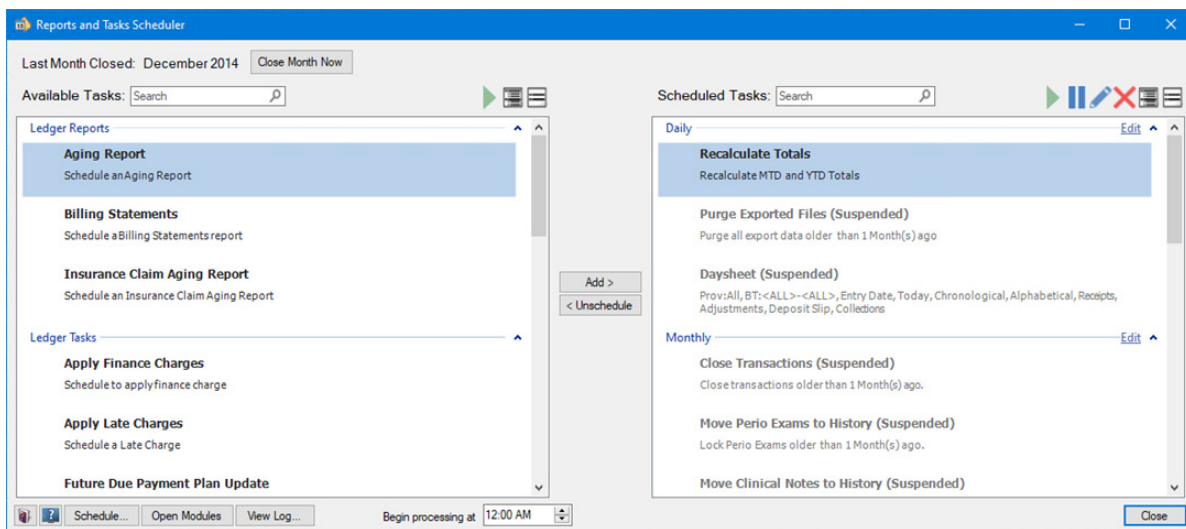 Reports and Tasks Scheduler
Last Month Closed: December 2014 Close Month Now
Available Tasks: Search
Scheduled Tasks: Search
Ledger Reports
Aging Report
Schedule an Aging Report
Billing Statements
Schedule a Billing Statements report
Insurance Claim Aging Report
Schedule an Insurance Claim Aging Report
Ledger Tasks
Apply Finance Charges
Schedule to apply finance charge
Apply Late Charges
Schedule a Late Charge
Future Due Payment Plan Update
Add >
< Unschedule
Daily Edit
Recalculate Totals
Recalculate MTD and YTD Totals
Purge Exported Files (Suspended)
Purge all export data older than 1 Month(s) ago
Daysheet (Suspended)
Prov:All, BT:<ALL>-<ALL>, Entry Date, Today, Chronological, Alphabetical, Receipts,
Adjustments, Deposit Slip, Collections
Monthly Edit
Close Transactions (Suspended)
Close transactions older than 1 Month(s) ago.
Move Perio Exams to History (Suspended)
Lock Perio Exams older than 1 Month(s) ago.
Move Clinical Notes to History (Suspended)
Schedule... Open Modules View Log... Begin processing at 12:00 AM Close